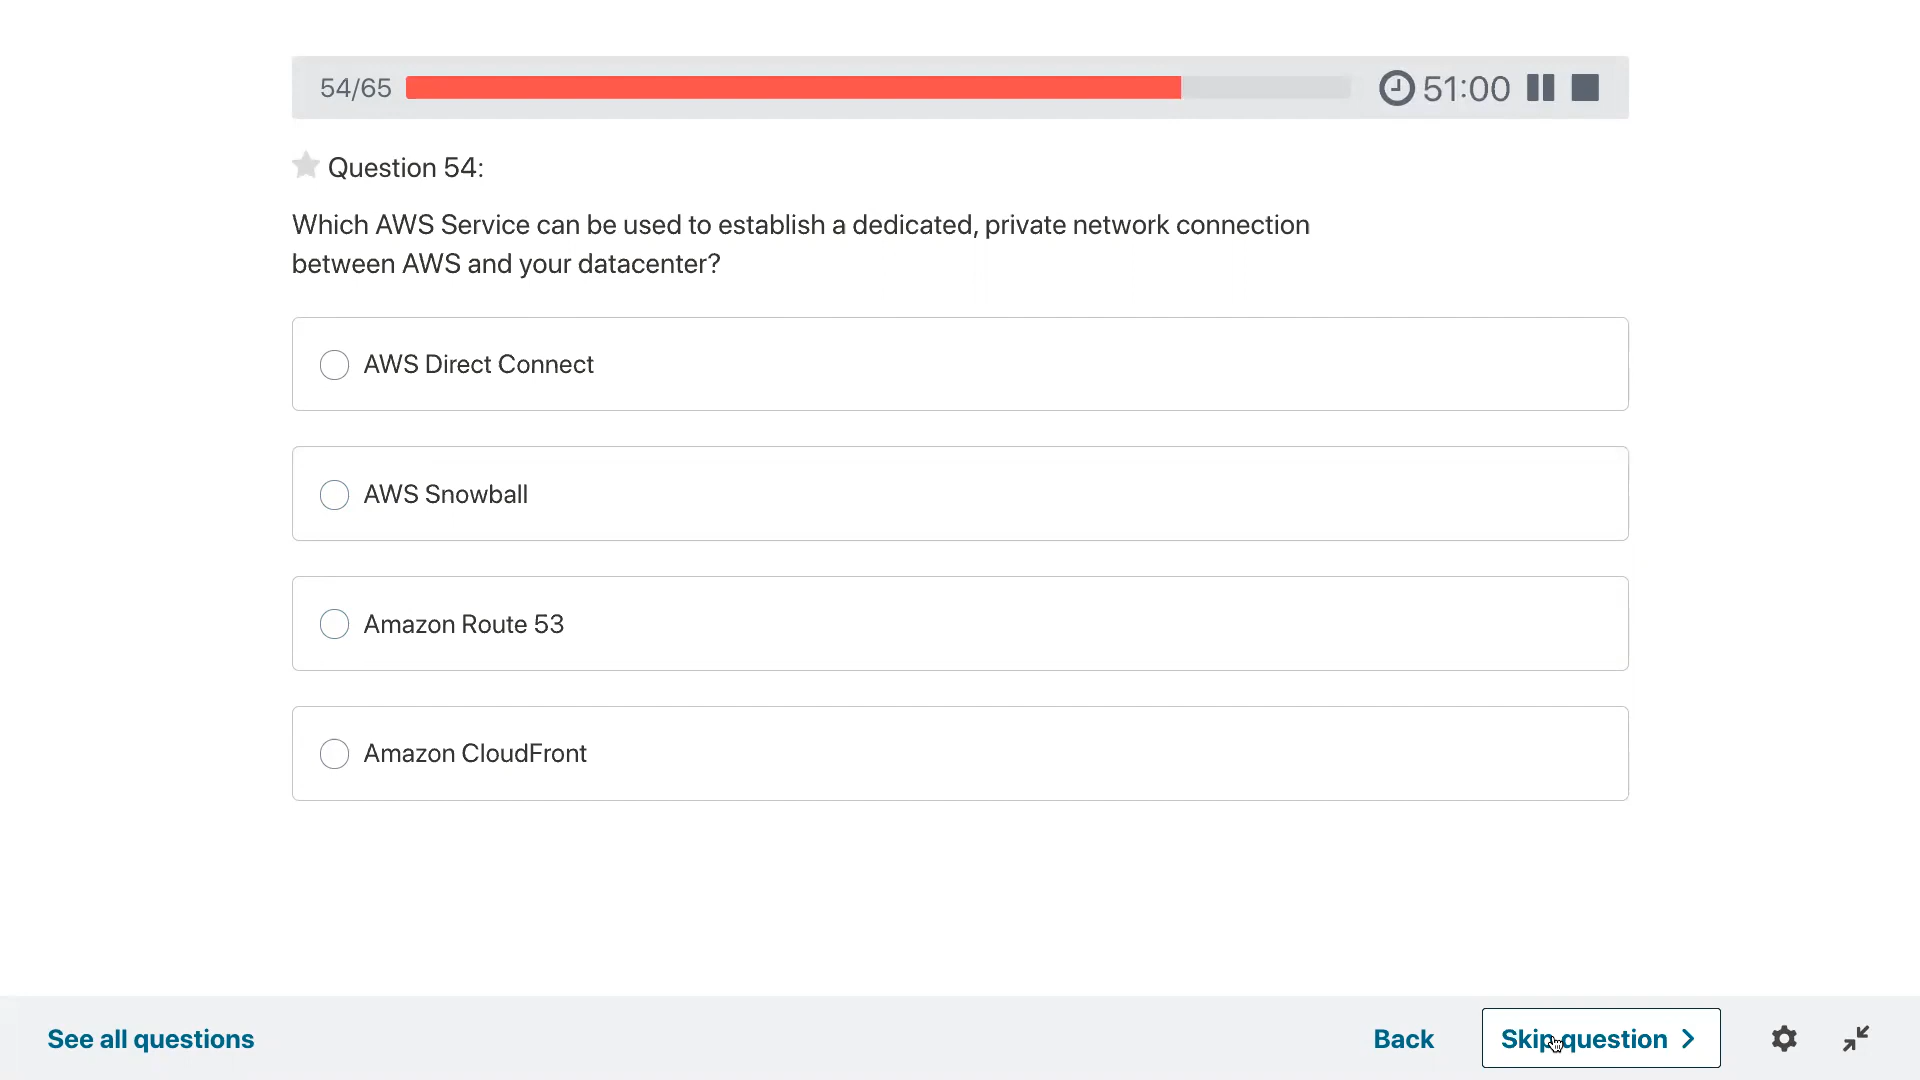 54/65
51:00
Question 54:
Which AWS Service can be used to establish a dedicated, private network connection
between AWS and your datacenter?
AWS Direct Connect
AWS Snowball
Amazon Route 53
Amazon CloudFront
See all questions
Back
Skip question